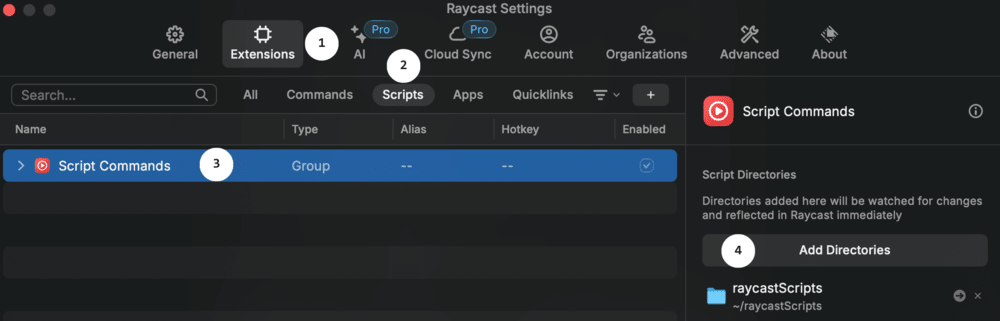 Raycast Settings
General
Extensions
1
AI
Pro
Cloud Sync
Pro
Account
Organizations
Advanced
About
2
Search...
All
Commands
Scripts
Apps
Quicklinks
+
Name
Type
Alias
Hotkey
Enabled
Script Commands
3
Group
--
--
Script Commands
Script Directories
Directories added here will be watched for changes
and reflected in Raycast immediately
4
Add Directories
raycastScripts
~/raycastScripts